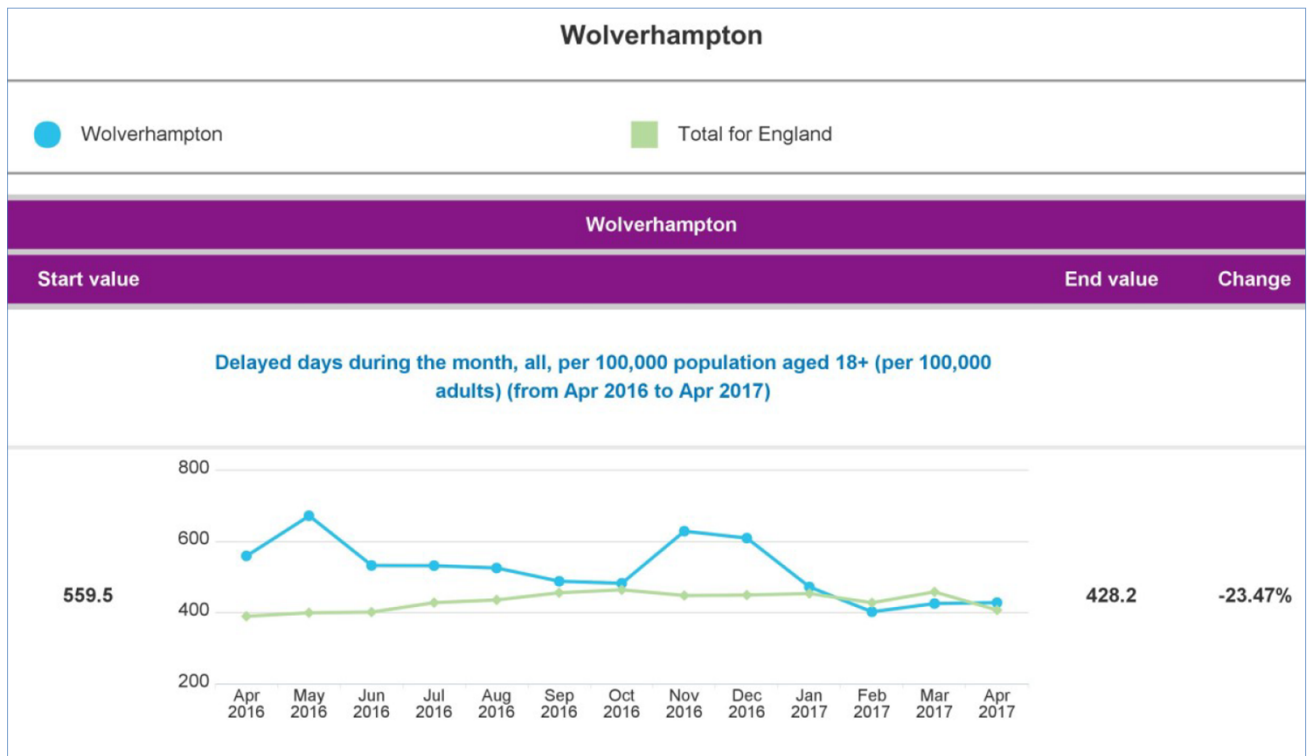 Wolverhampton
Wolverhampton Total for England
Wolverhampton
Start value End value Change
Delayed days during the month, all, per 100,000 population aged 18+ (per 100,000
adults) (from Apr 2016 to Apr 2017)
800
600
559.5 400 428.2 -23.47%
200
Apr May Jun Jul Aug Sep Oct Nov Dec Jan Feb Mar Apr
2016 2016 2016 2016 2016 2016 2016 2016 2016 2017 2017 2017 2017